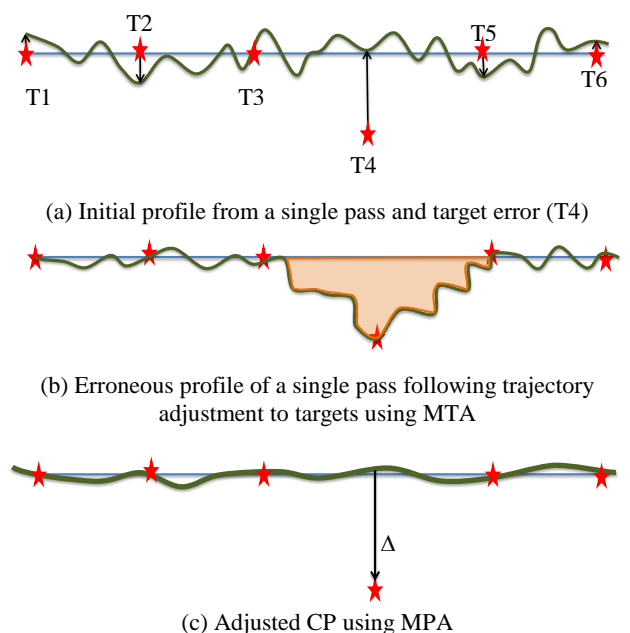 T2
T5
T1
T3
T6
T4
(a) Initial profile from a single pass and target error (T4)
(b) Erroneous profile of a single pass following trajectory
adjustment to targets using MTA
Δ
(c) Adjusted CP using MPA